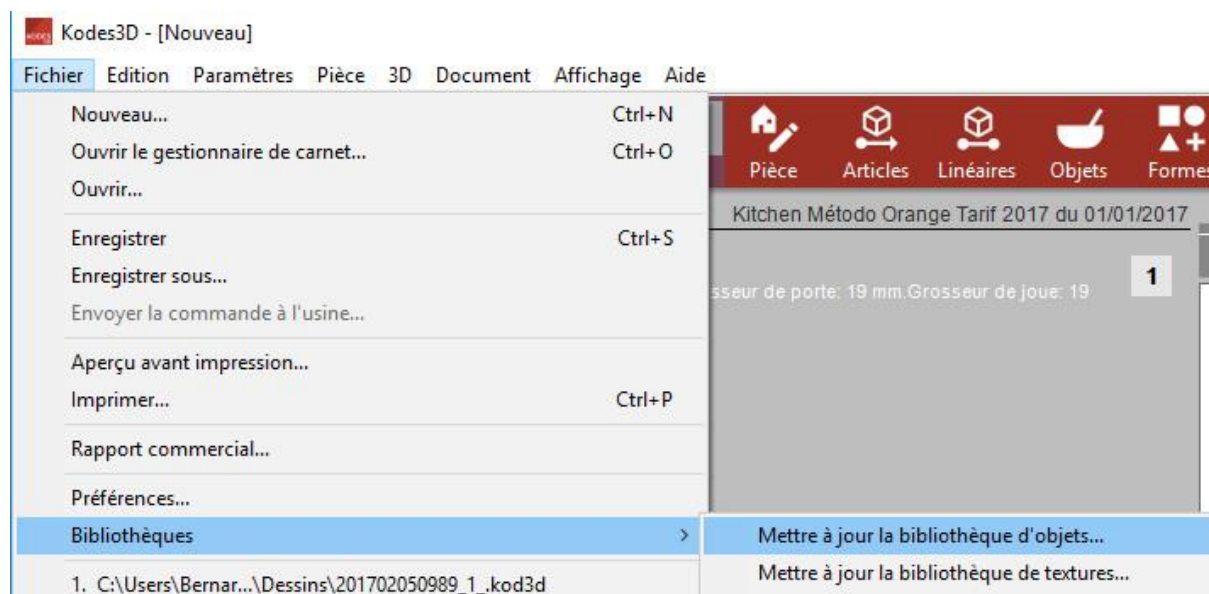 Kodes3D - [Nouveau]
Fichier Edition Paramètres Pièce 3D Document Affichage Aide
Nouveau... Ctrl+N
Ouvrir le gestionnaire de carnet... Ctrl+O
Ouvrir...
Enregistrer Ctrl+S
Enregistrer sous...
Envoyer la commande à l'usine...
Aperçu avant impression...
Imprimer... Ctrl+P
Rapport commercial...
Préférences...
Bibliothèques >
1. C:\Users\Bernar...\Dessins\201702050989_1_.kod3d
Pièce Articles Linéaires Objets Formes
Kitchen Método Orange Tarif 2017 du 01/01/2017
sseur de porte: 19 mm.Grosseur de joue: 19
1
Mettre à jour la bibliothèque d'objets...
Mettre à jour la bibliothèque de textures...